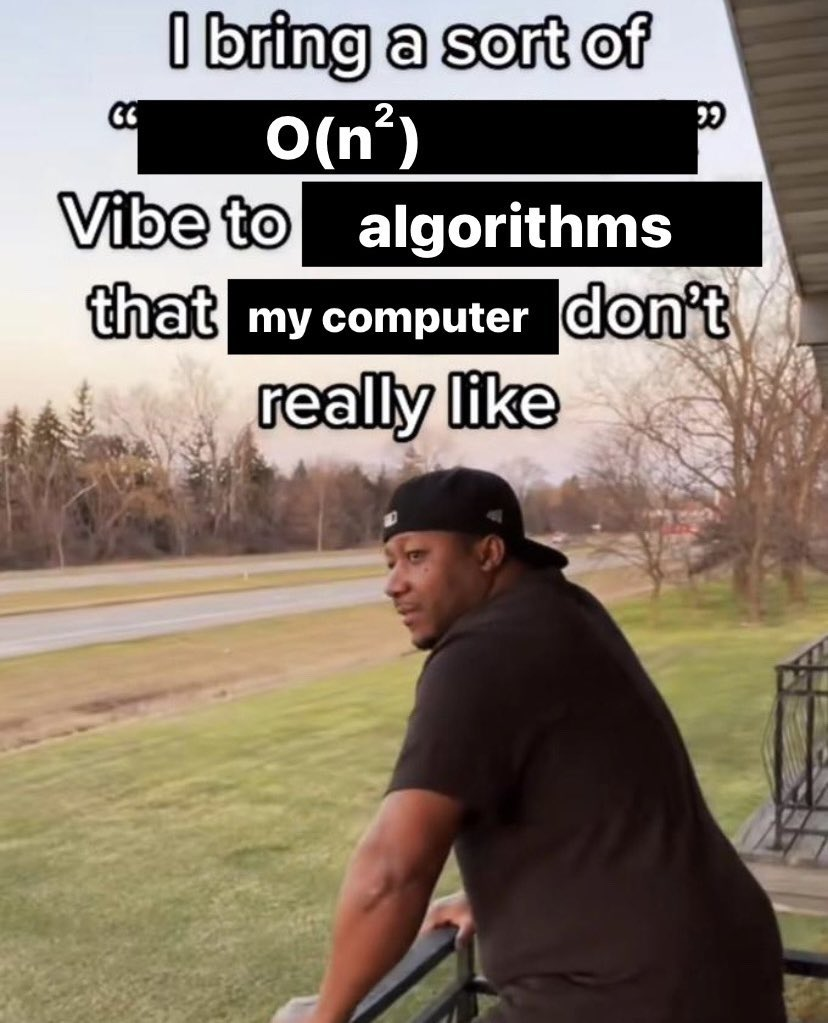 I bring a sort of
“O(n²)”
Vibe to algorithms
that my computer don’t
really like